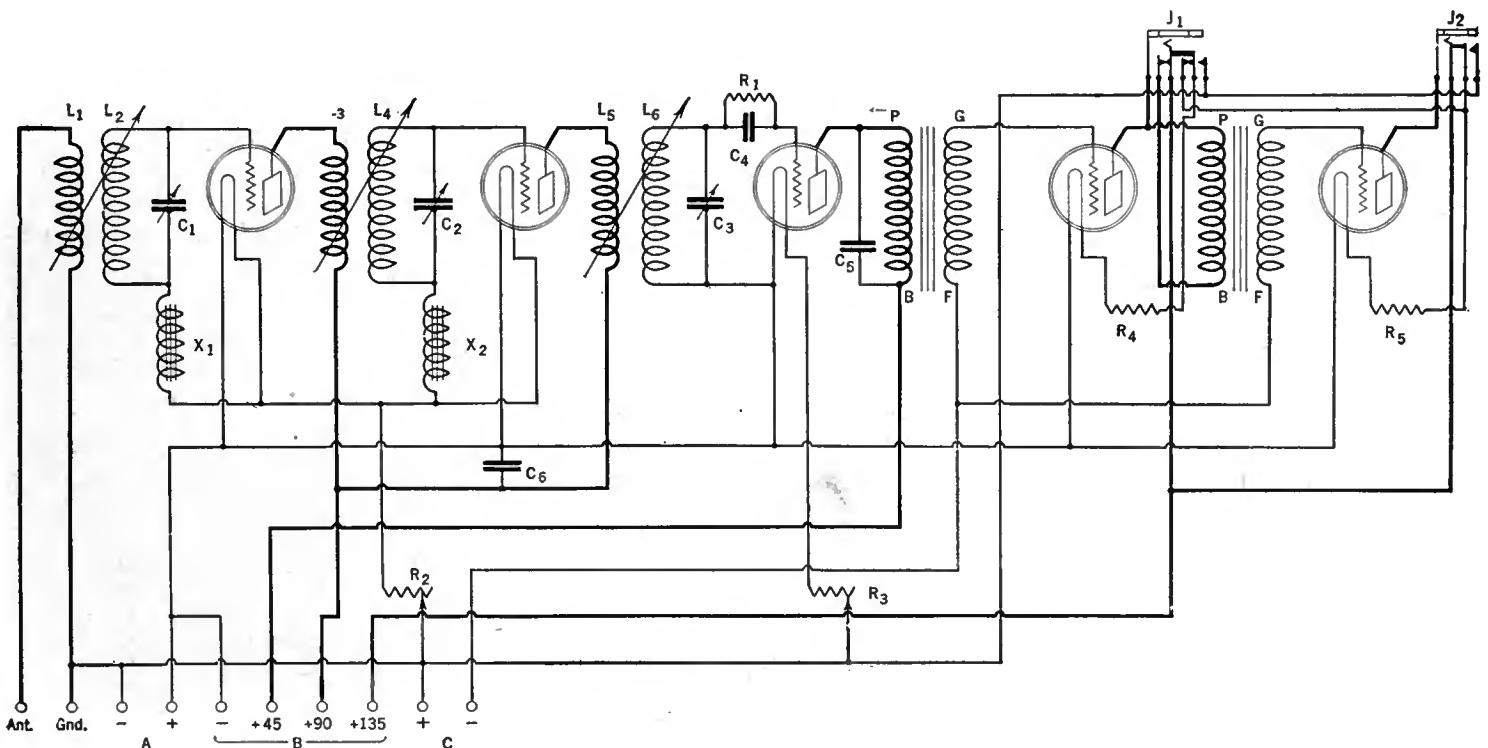 J1 J2
L1 L2 -3 L4 L5 L6 R1 P G P G
C4
C1 C2 C3
C5
X1 X2 B F R4 B F R5
C6
R2 R3
Ant. Gnd. - + - +45 +90 +135 + -
A B C